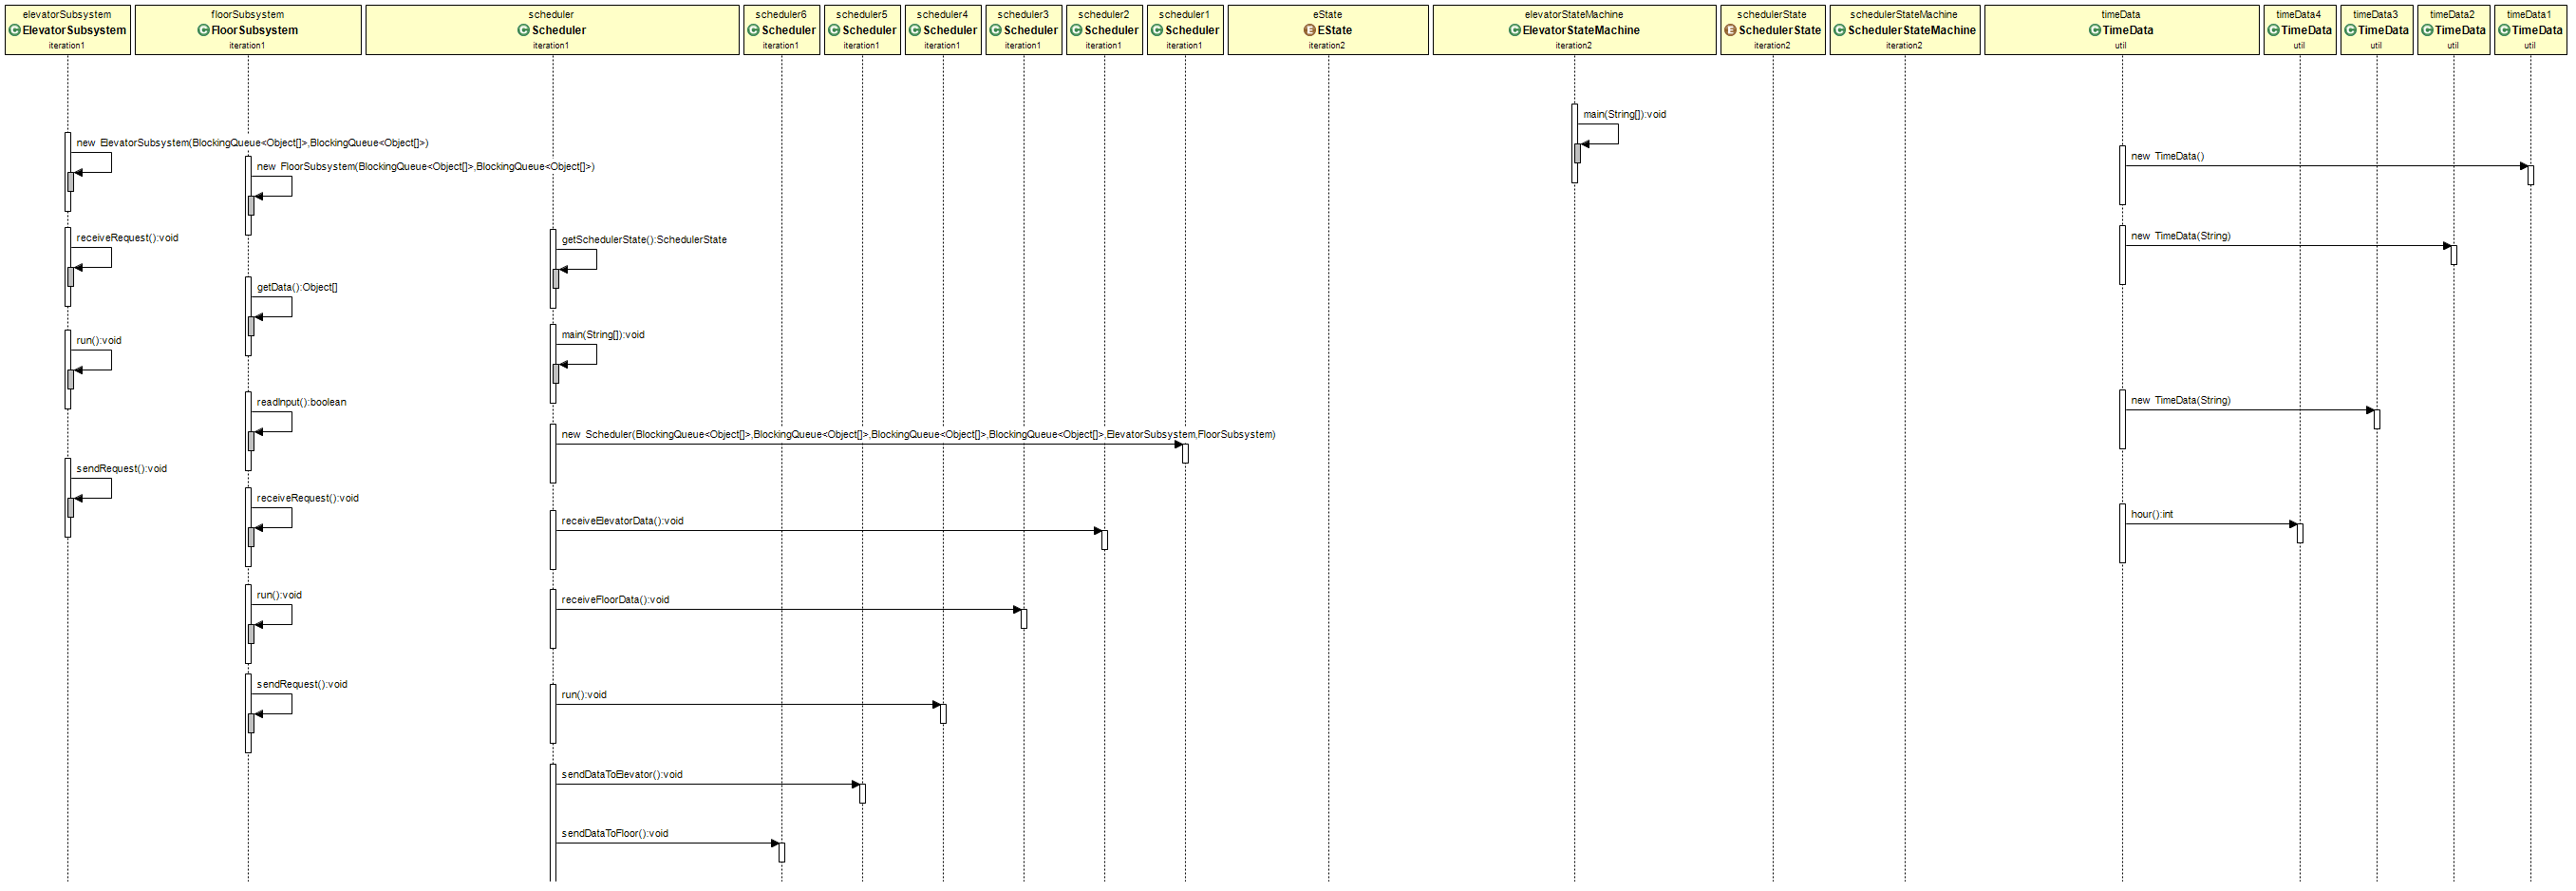 elevatorSubsystem
C ElevatorSubsystem
iteration1
floorSubsystem
C FloorSubsystem
iteration1
scheduler
C Scheduler
iteration1
scheduler6
C Scheduler
iteration1
scheduler5
C Scheduler
iteration1
scheduler4
C Scheduler
iteration1
scheduler3
C Scheduler
iteration1
scheduler2
C Scheduler
iteration1
scheduler1
C Scheduler
iteration1
eState
E EState
iteration2
elevatorStateMachine
C ElevatorStateMachine
iteration2
schedulerState
E SchedulerState
iteration2
schedulerStateMachine
C SchedulerStateMachine
iteration2
timeData
C TimeData
util
timeData4
C TimeData
util
timeData3
C TimeData
util
timeData2
C TimeData
util
timeData1
C TimeData
util
new ElevatorSubsystem(BlockingQueue<Object[]>,BlockingQueue<Object[]>)
receiveRequest():void
run():void
sendRequest():void
new FloorSubsystem(BlockingQueue<Object[]>,BlockingQueue<Object[]>)
getData():Object[]
readInput():boolean
receiveRequest():void
run():void
sendRequest():void
getSchedulerState():SchedulerState
main(String[]):void
new Scheduler(BlockingQueue<Object[]>,BlockingQueue<Object[]>,BlockingQueue<Object[]>,BlockingQueue<Object[]>,ElevatorSubsystem,FloorSubsystem)
receiveElevatorData():void
receiveFloorData():void
run():void
sendDataToElevator():void
sendDataToFloor():void
main(String[]):void
new TimeData()
new TimeData(String)
new TimeData(String)
hour():int